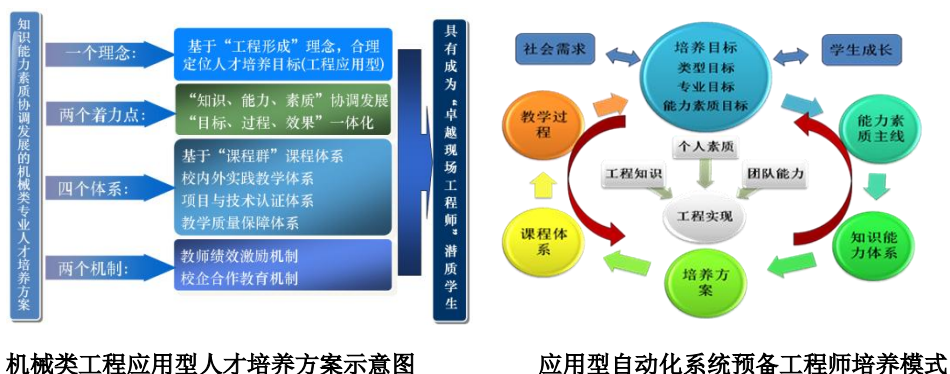 知识能力素质协调发展的机械类专业人才培养方案
一个理念：
基于“工程形成”理念，合理
定位人才培养目标(工程应用型)
两个着力点：
“知识、能力、素质”协调发展
“目标、过程、效果”一体化
四个体系：
基于“课程群”课程体系
校内外实践教学体系
项目与技术认证体系
教学质量保障体系
两个机制：
教师绩效激励机制
校企合作教育机制
具有成为“卓越现场工程师”潜质学生
机械类工程应用型人才培养方案示意图
社会需求
培养目标
类型目标
专业目标
能力素质目标
学生成长
教学过
程
能力素
质主线
个人素质
工程知识
团队能力
工程实现
课程体
系
知识能
力体系
培养方
案
应用型自动化系统预备工程师培养模式